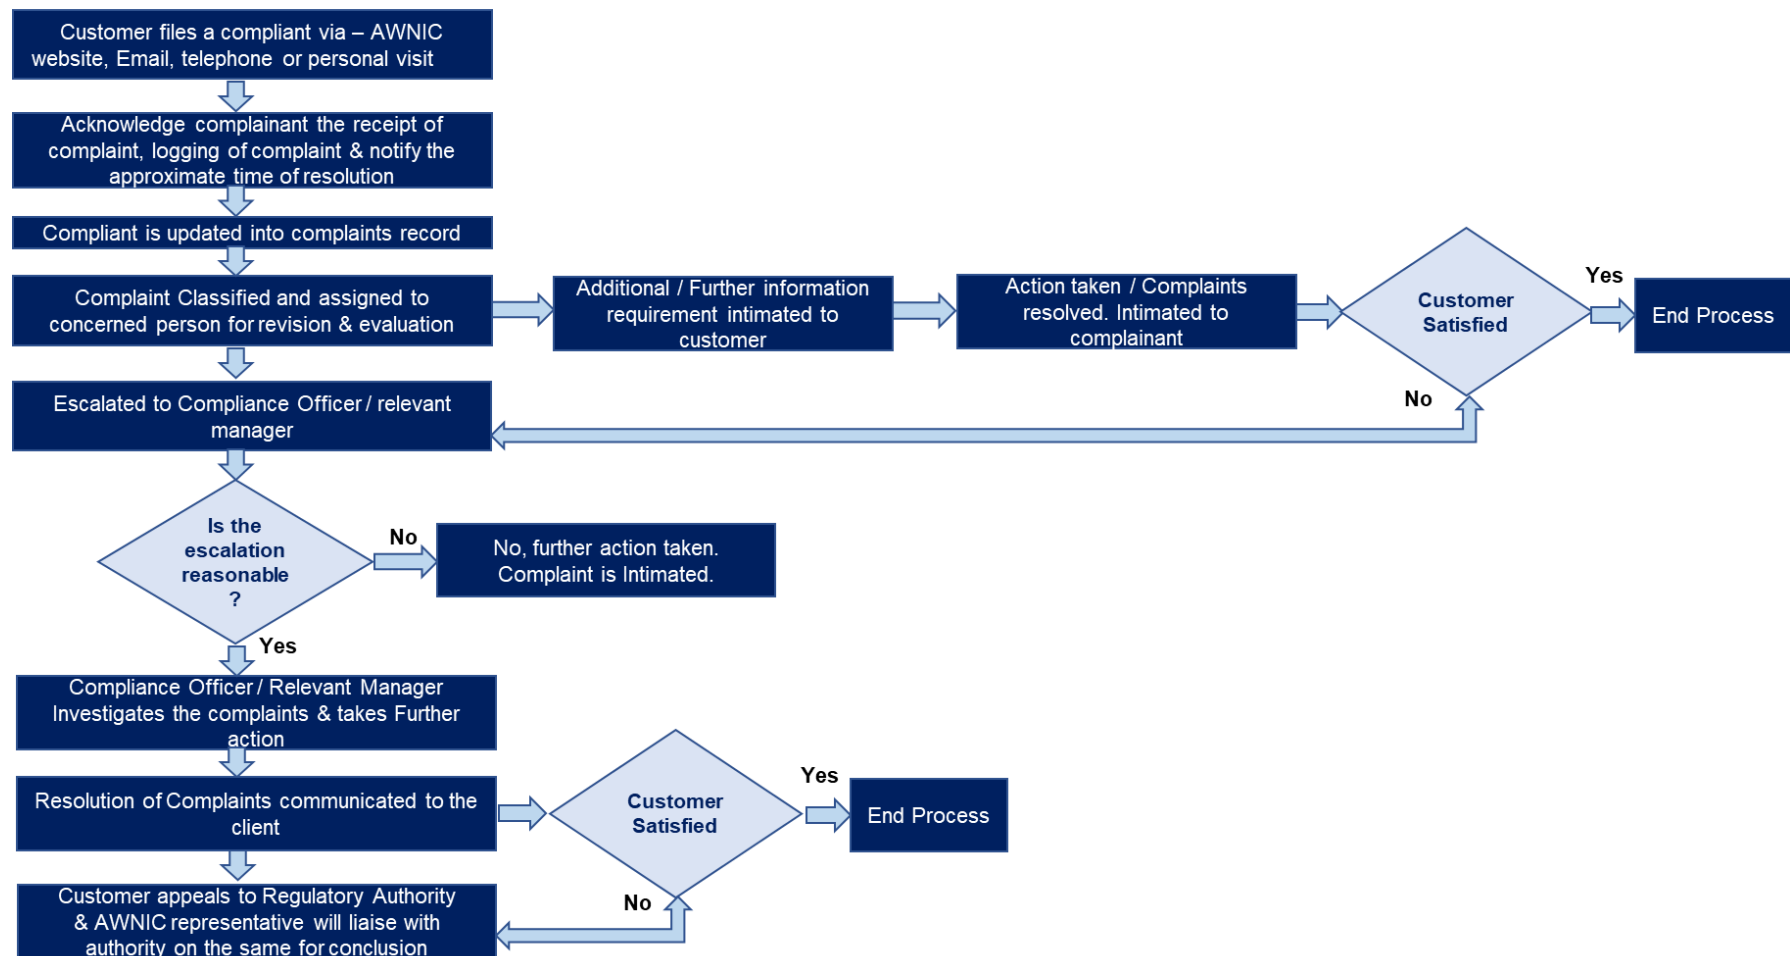 Customer files a compliant via – AWNIC
website, Email, telephone or personal visit
Acknowledge complainant the receipt of
complaint, logging of complaint & notify the
approximate time of resolution
Compliant is updated into complaints record
Complaint Classified and assigned to
concerned person for revision & evaluation
Additional / Further information
requirement intimated to
customer
Action taken / Complaints
resolved. Intimated to
complainant
Customer
Satisfied
Yes
End Process
No
Escalated to Compliance Officer / relevant
manager
Is the
escalation
reasonable
?
No
No, further action taken.
Complaint is Intimated.
Yes
Compliance Officer / Relevant Manager
Investigates the complaints & takes Further
action
Resolution of Complaints communicated to the
client
Customer
Satisfied
Yes
End Process
No
Customer appeals to Regulatory Authority
& AWNIC representative will liaise with
authority on the same for conclusion